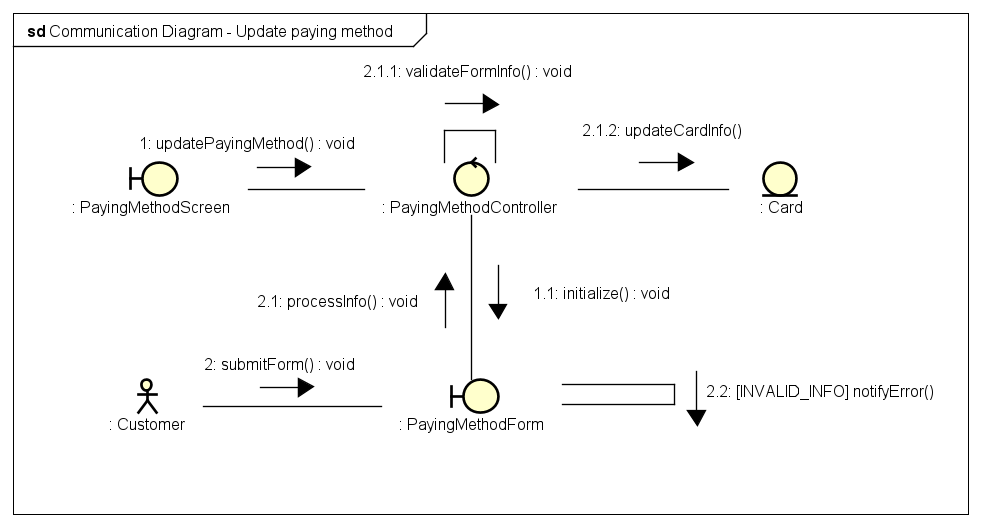 sd Communication Diagram - Update paying method
2.1.1: validateFormInfo() : void
1: updatePayingMethod() : void
2.1.2: updateCardInfo()
: PayingMethodScreen
: PayingMethodController
: Card
2.1: processInfo() : void
1.1: initialize() : void
2: submitForm() : void
2.2: [INVALID_INFO] notifyError()
: Customer
: PayingMethodForm